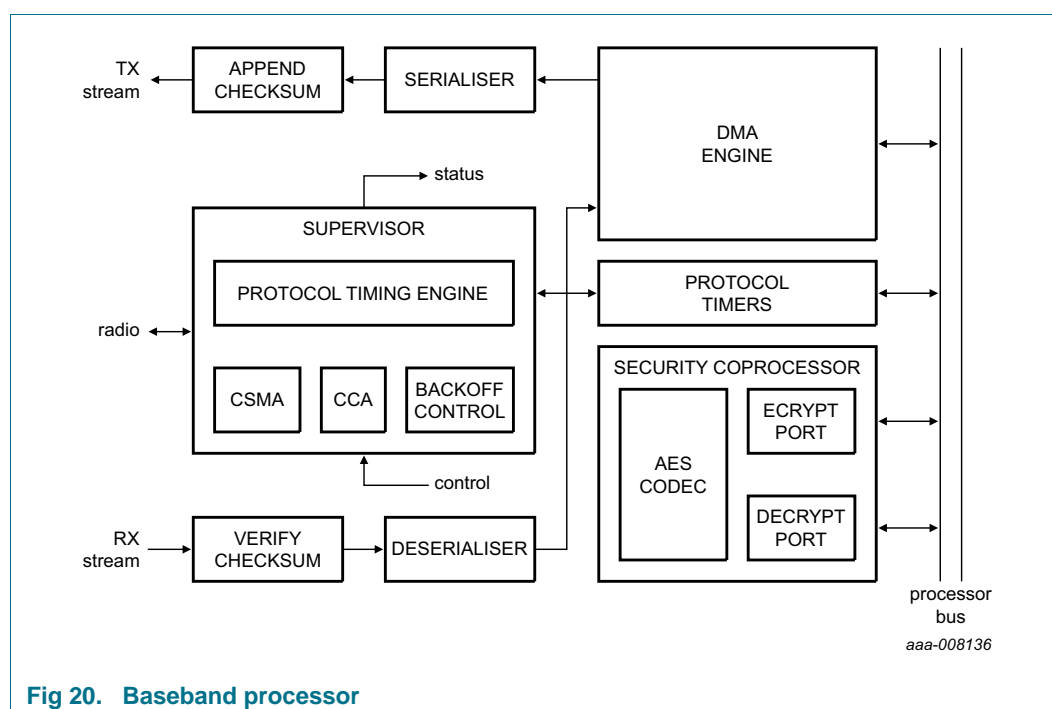 TX
stream
APPEND
CHECKSUM
SERIALISER
DMA
ENGINE
status
SUPERVISOR
PROTOCOL TIMING ENGINE
PROTOCOL
TIMERS
radio
SECURITY COPROCESSOR
CSMA
CCA
BACKOFF
CONTROL
AES
CODEC
ECRYPT
PORT
DECRYPT
PORT
control
RX
stream
VERIFY
CHECKSUM
DESERIALISER
processor
bus
aaa-008136
Fig 20. Baseband processor